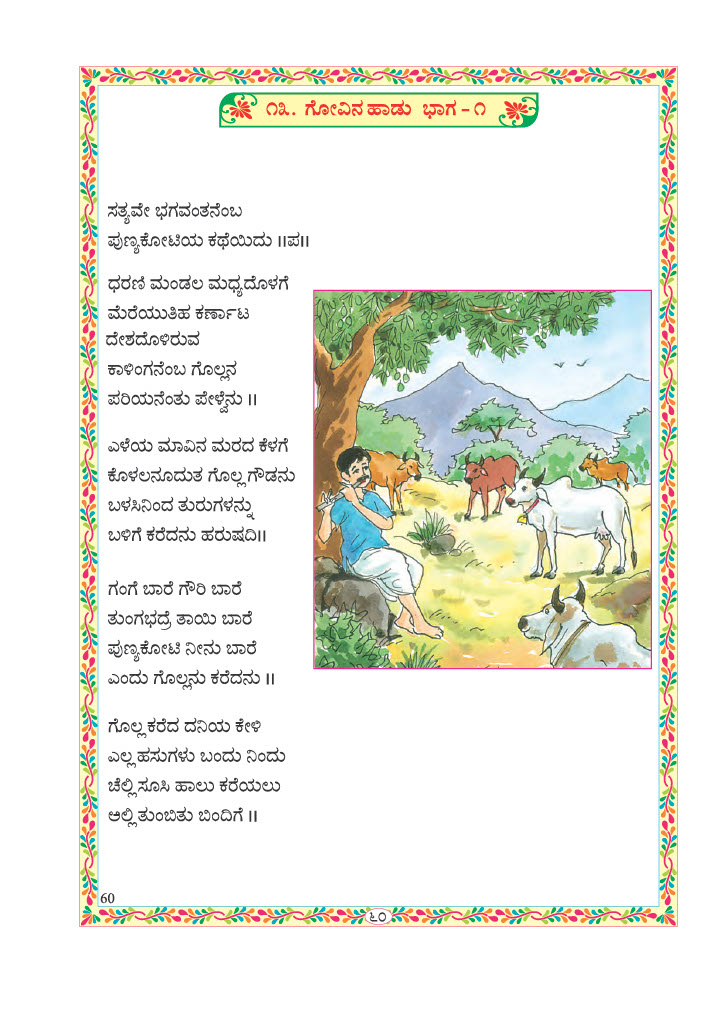 ೧೩. ಗೋವಿನ ಹಾಡು ಭಾಗ - ೧
ಸತ್ಯವೇ ಭಗವಂತನೆಂಬ
ಪುಣ್ಯಕೋಟಿಯ ಕಥೆಯಿದು ।।ಪ।।
ಧರಣಿ ಮಂಡಲ ಮಧ್ಯದೊಳಗೆ
ಮೆರೆಯುತಿಹ ಕರ್ಣಾಟ
ದೇಶದೊಳಿರುವ
ಕಾಳಿಂಗನೆಂಬ ಗೊಲ್ಲನ
ಪರಿಯನೆಂತು ಪೇಳ್ವೆನು ।।
ಎಳೆಯ ಮಾವಿನ ಮರದ ಕೆಳಗೆ
ಕೊಳಲನೂದುತ ಗೊಲ್ಲ ಗೌಡನು
ಬಳಸಿನಿಂದ ತುರುಗಳನ್ನು
ಬಳಿಗೆ ಕರೆದನು ಹರುಷದಿ।।
ಗಂಗೆ ಬಾರೆ ಗೌರಿ ಬಾರೆ
ತುಂಗಭದ್ರೆ ತಾಯಿ ಬಾರೆ
ಪುಣ್ಯಕೋಟಿ ನೀನು ಬಾರೆ
ಎಂದು ಗೊಲ್ಲನು ಕರೆದನು ।।
ಗೊಲ್ಲ ಕರೆದ ದನಿಯ ಕೇಳಿ
ಎಲ್ಲ ಹಸುಗಳು ಬಂದು ನಿಂದು
ಚೆಲ್ಲಿ ಸೂಸಿ ಹಾಲು ಕರೆಯಲು
ಅಲ್ಲಿ ತುಂಬಿತು ಬಿಂದಿಗೆ ।।
60
೬೦